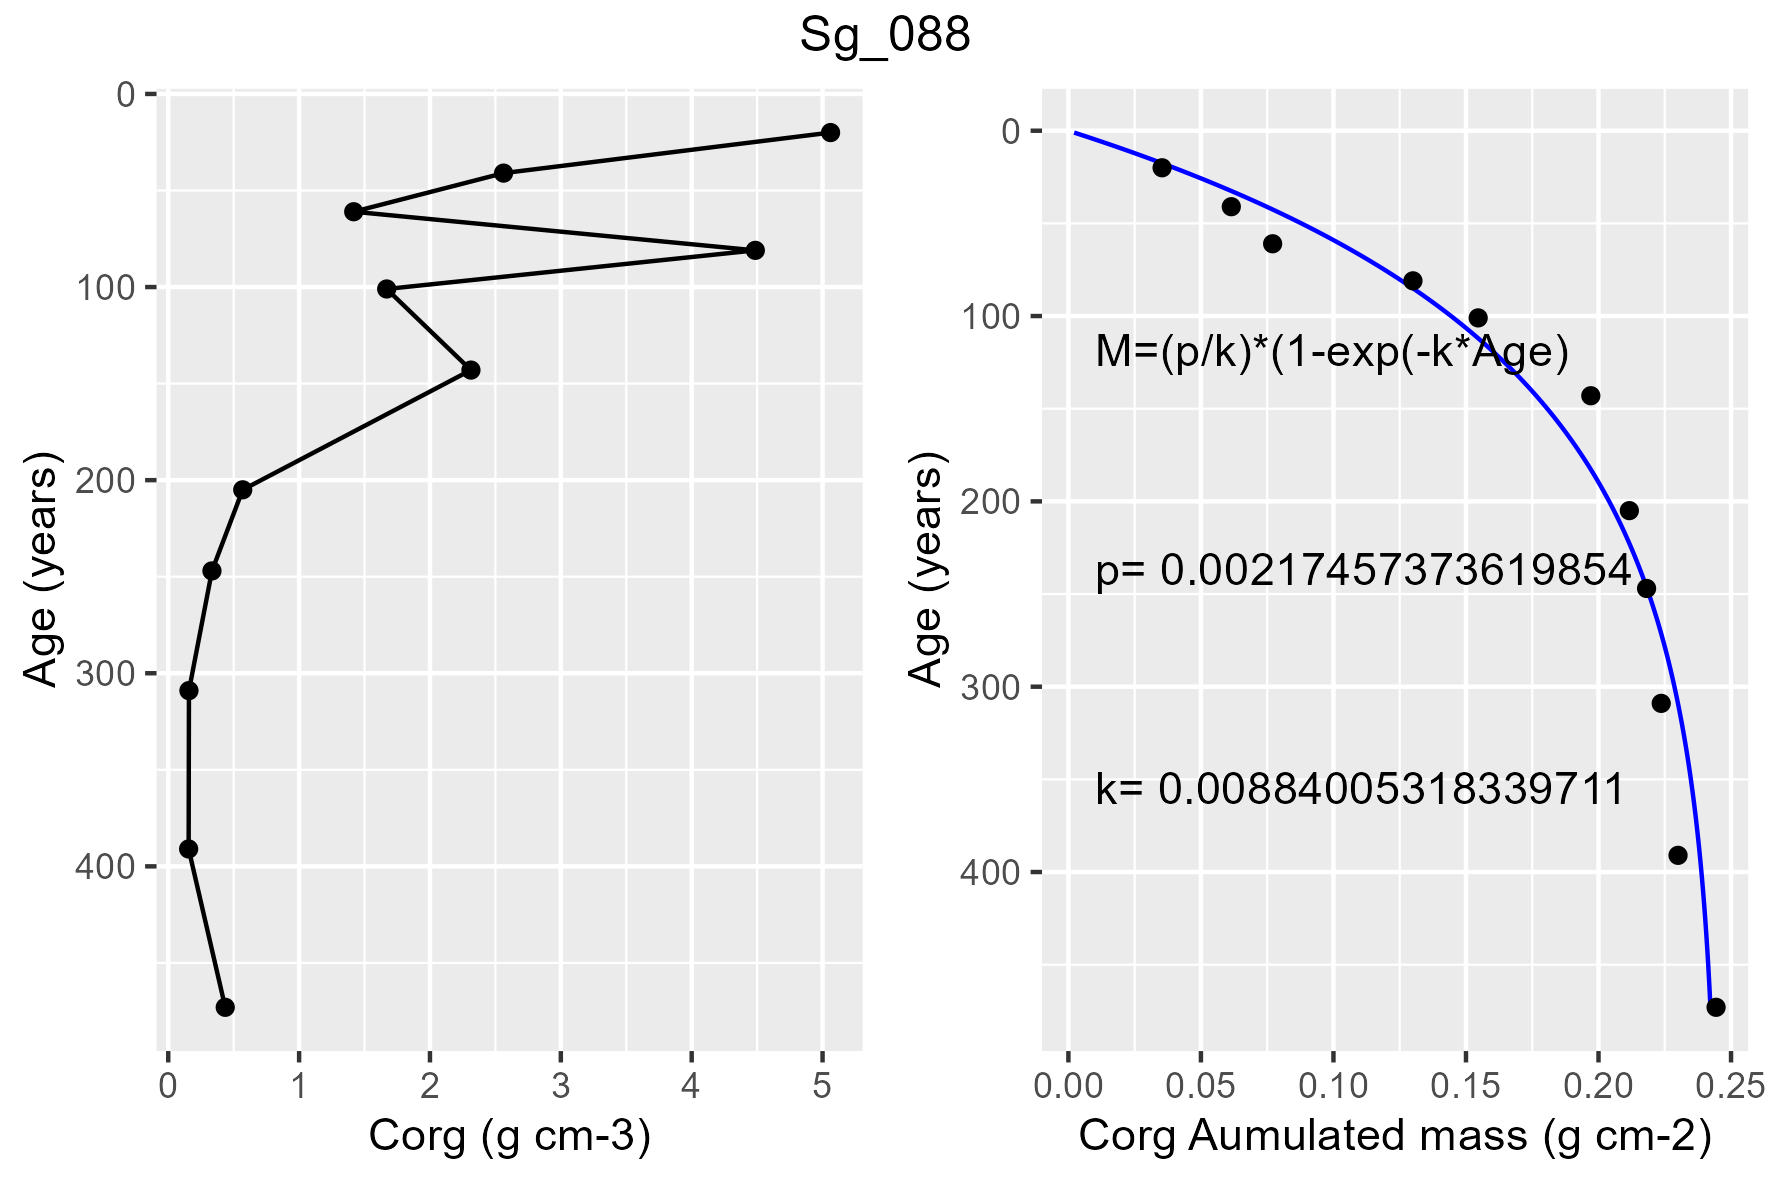 Sg_088
0
100
200
300
400
Age (years)
0 1 2 3 4 5
Corg (g cm-3)
0
100
200
300
400
Age (years)
M=(p/k)*(1-exp(-k*Age)
p= 0.00217457373619854
k= 0.00884005318339711
0.00 0.05 0.10 0.15 0.20 0.25
Corg Aumulated mass (g cm-2)